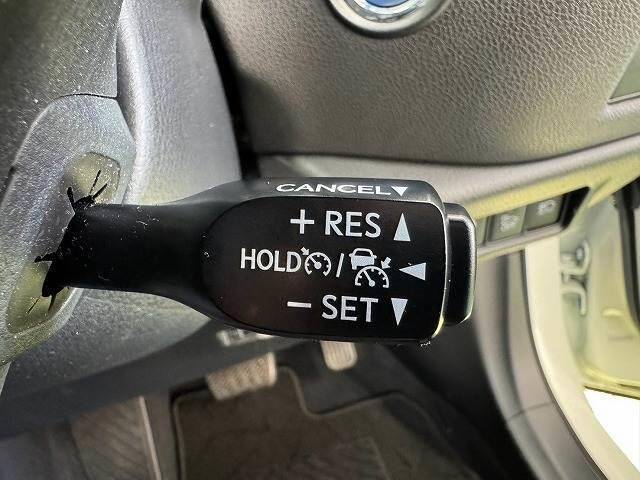 CANCEL▼
+ RES ▲
HOLD / ◀
− SET ▼